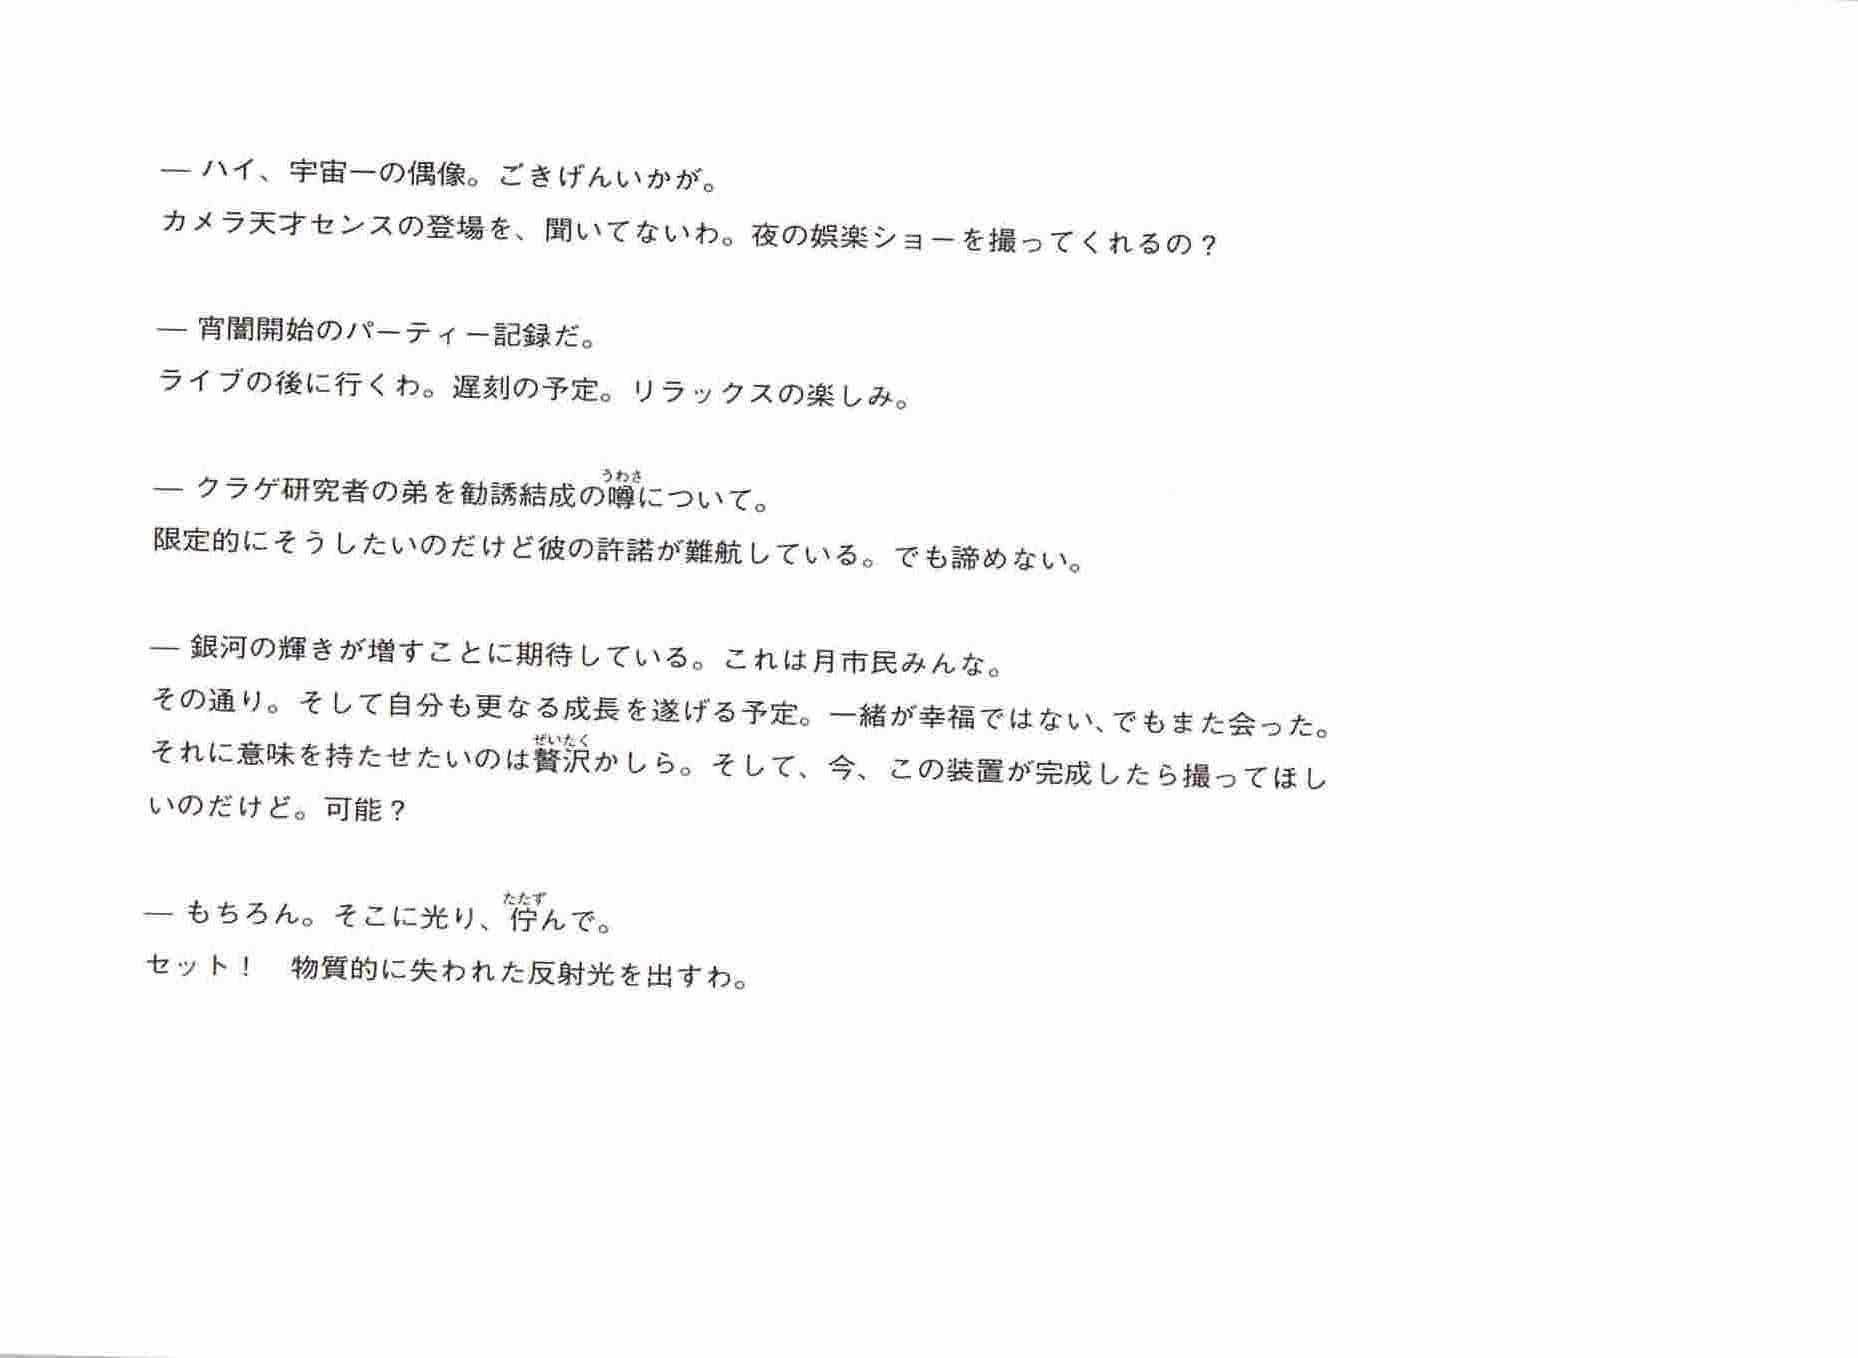 — ハイ、宇宙一の偶像。ごきげんいかが。
カメラ天才センスの登場を、聞いてないわ。夜の娯楽ショーを撮ってくれるの？
— 宵闇開始のパーティー記録だ。
ライブの後に行くわ。遅刻の予定。リラックスの楽しみ。
うわさ
— クラゲ研究者の弟を勧誘結成の噂について。
限定的にそうしたいのだけど彼の許諾が難航している。でも諦めない。
— 銀河の輝きが増すことに期待している。これは月市民みんな。
その通り。そして自分も更なる成長を遂げる予定。一緒が幸福ではない、でもまた会った。
ぜいたく
それに意味を持たせたいのは贅沢かしら。そして、今、この装置が完成したら撮ってほし
いのだけど。可能？
たたず
— もちろん。そこに光り、佇んで。
セット！　物質的に失われた反射光を出すわ。